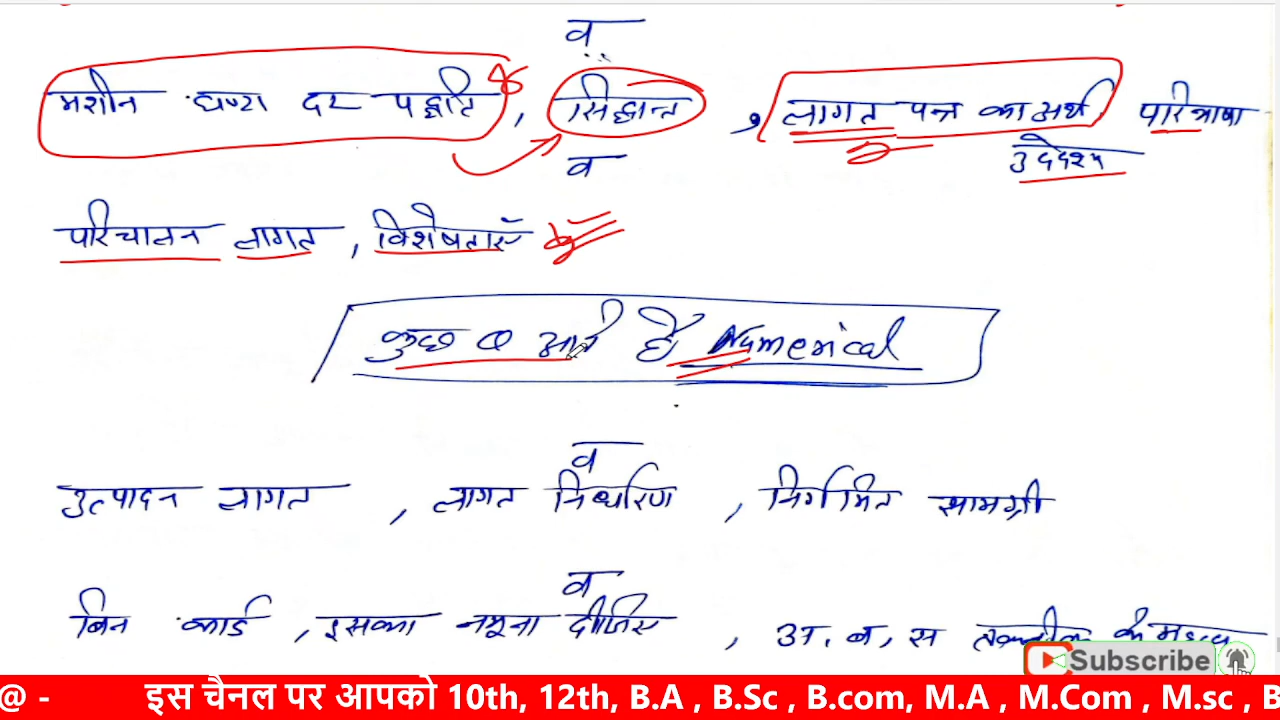 व
मशीन घण्टा दर पद्धति, सिद्धान्त, लागत पत्र का अर्थ, परिभाषा
उद्देश्य
व
परिचालन लागत, विशेषताएँ
कुछ आते हैं Numerical
व
उत्पादन लागत, लागत निर्धारण, निर्गमित सामग्री
व
बिन कार्ड, इसका नमूना दीजिए, अ. ब, स तकनीक के
Subscribe
@ - इस चैनल पर आपको 10th, 12th, B.A , B.Sc , B.com, M.A , M.Com , M.sc , B